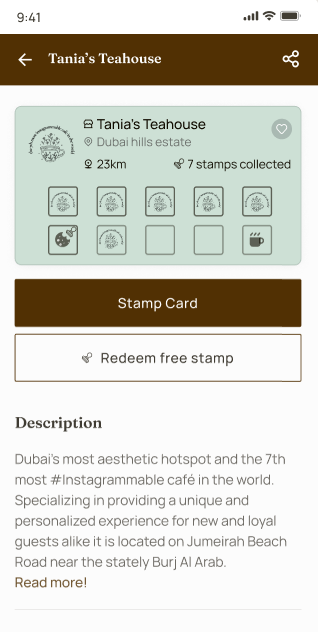 9:41
Tania's Teahouse
Tania's Teahouse
Dubai hills estate
23km
7 stamps collected
Stamp Card
Redeem free stamp
Description
Dubai's most aesthetic hotspot and the 7th
most #Instagrammable café in the world.
Specializing in providing a unique and
personalized experience for new and loyal
guests alike it is located on Jumeirah Beach
Road near the stately Burj Al Arab.
Read more!